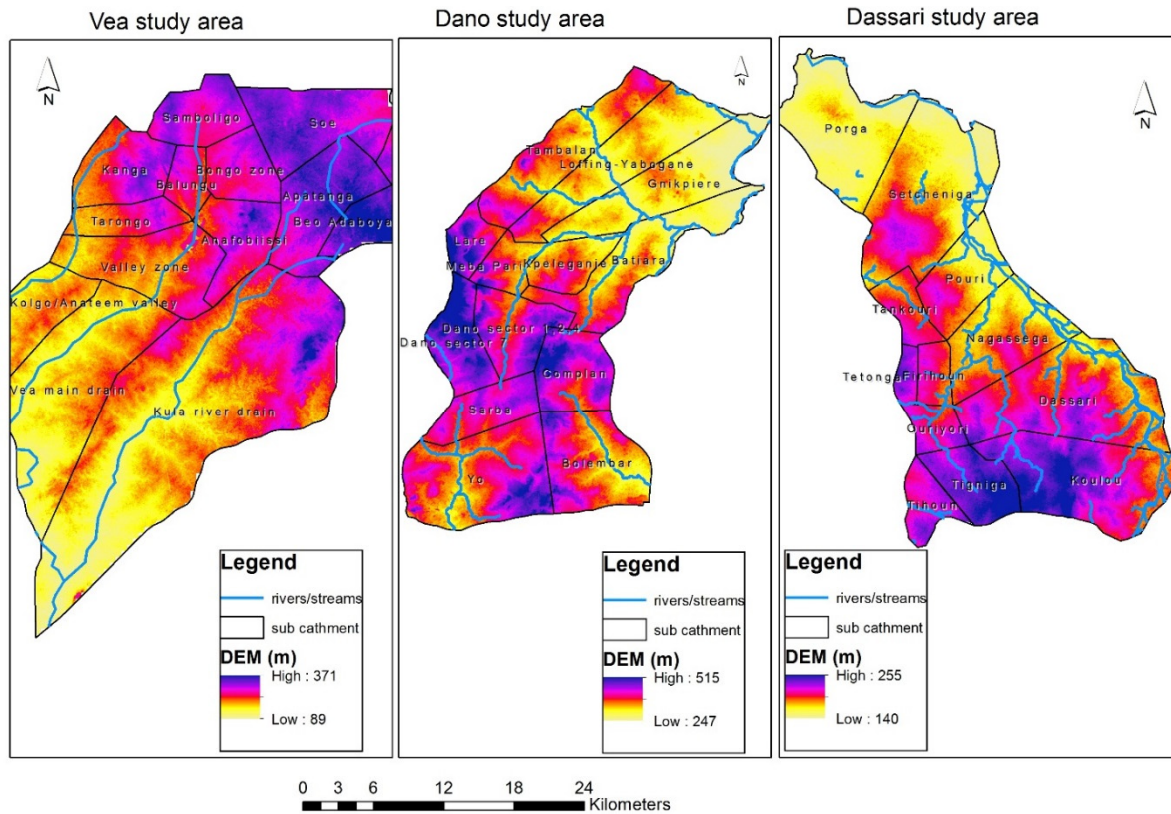 Vea study area
Dano study area
Dassari study area
N
N
N
Samboligo
Soe
Kanga
Balungu
Bongo zone
Apatanga
Tarongo
Beo Adaboya
Anafobiissi
Valley zone
Kolgo/Anateem valley
Vea main drain
Kula river drain
Legend
rivers/streams
sub cathment
DEM (m)
High : 371
Low : 89
Tambalan
Loffing-Yabogane
Gnikpiere
Lare
Meba Pari
Kpeleganie
Batiara
Dano sector 1,2,4
Dano sector 7
Complan
Sarba
Yo
Bolembar
Legend
rivers/streams
sub cathment
DEM (m)
High : 515
Low : 247
Porga
Setcheniga
Pouri
Tankouri
Nagassega
Tetonga
Firihoun
Dassari
Ouriyori
Tigniga
Koulou
Tihoun
Legend
rivers/streams
sub cathment
DEM (m)
High : 255
Low : 140
0 3 6 12 18 24
Kilometers